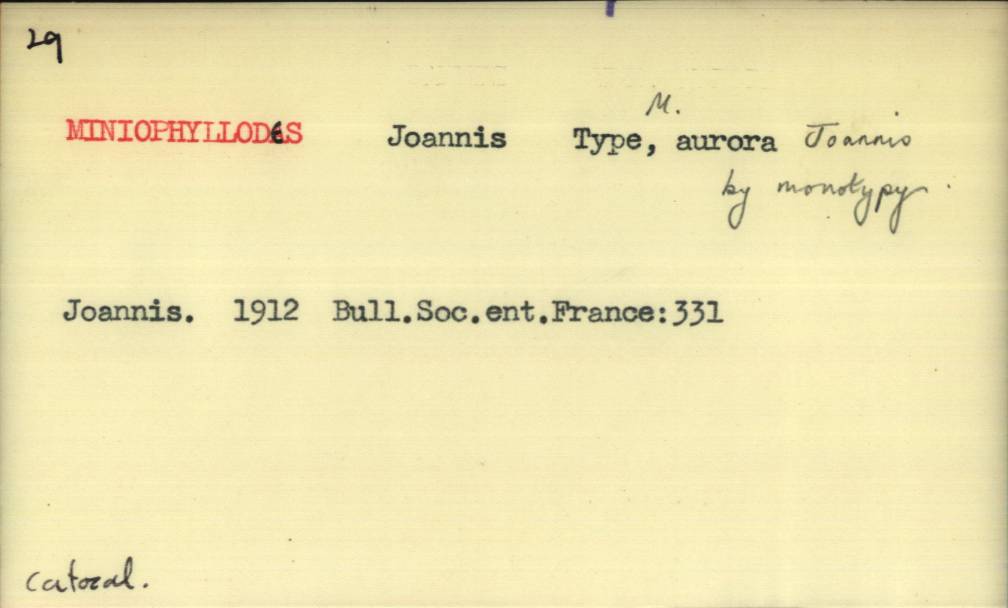 29
MINIOPHYLLODES Joannis Type, M. aurora Joannis
by monotypy.
Joannis. 1912 Bull.Soc.ent.France:331
catocal.